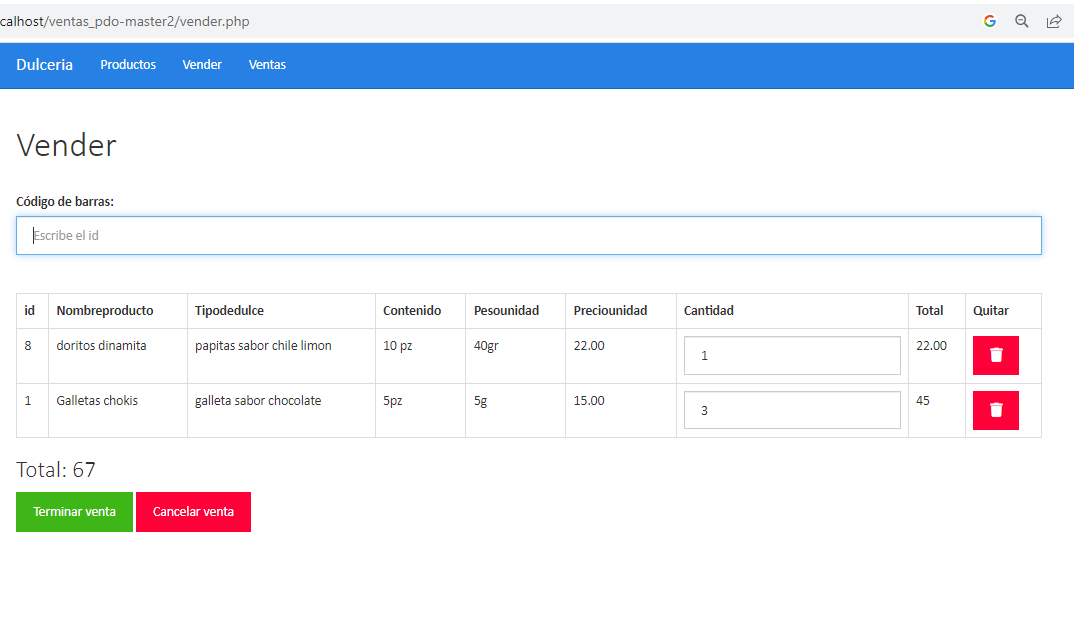 calhost/ventas_pdo-master2/vender.php
Dulceria Productos Vender Ventas
Vender
Código de barras:
Escribe el id
id Nombreproducto Tipodedulce Contenido Pesounidad Preciounidad Cantidad Total Quitar
8 doritos dinamita papitas sabor chile limon 10 pz 40gr 22.00 1 22.00
1 Galletas chokis galleta sabor chocolate 5pz 5g 15.00 3 45
Total: 67
Terminar venta Cancelar venta